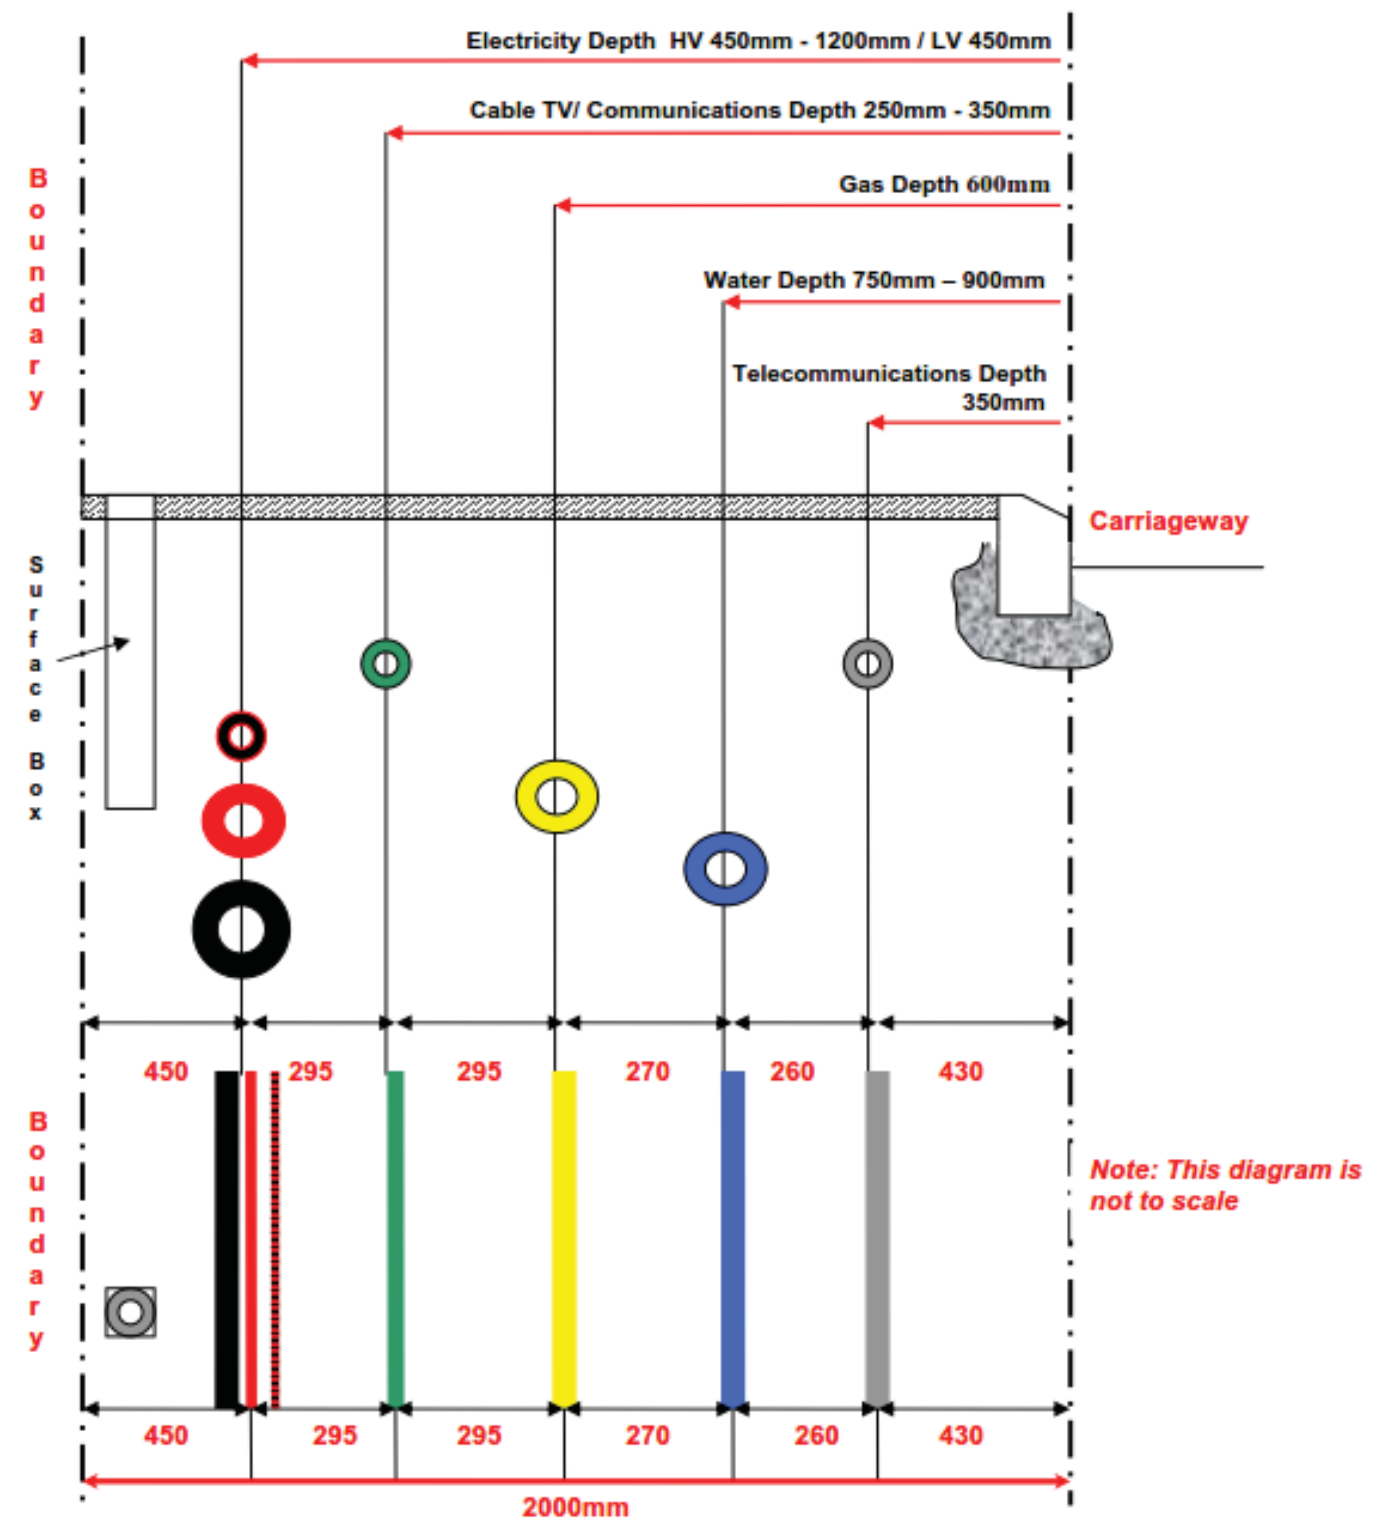 Electricity Depth  HV 450mm - 1200mm / LV 450mm
Cable TV/ Communications Depth 250mm - 350mm
Gas Depth 600mm
Water Depth 750mm – 900mm
Telecommunications Depth
350mm
Boundary
Carriageway
Surface Box
450 295 295 270 260 430
Boundary
Note: This diagram is
not to scale
450 295 295 270 260 430
2000mm